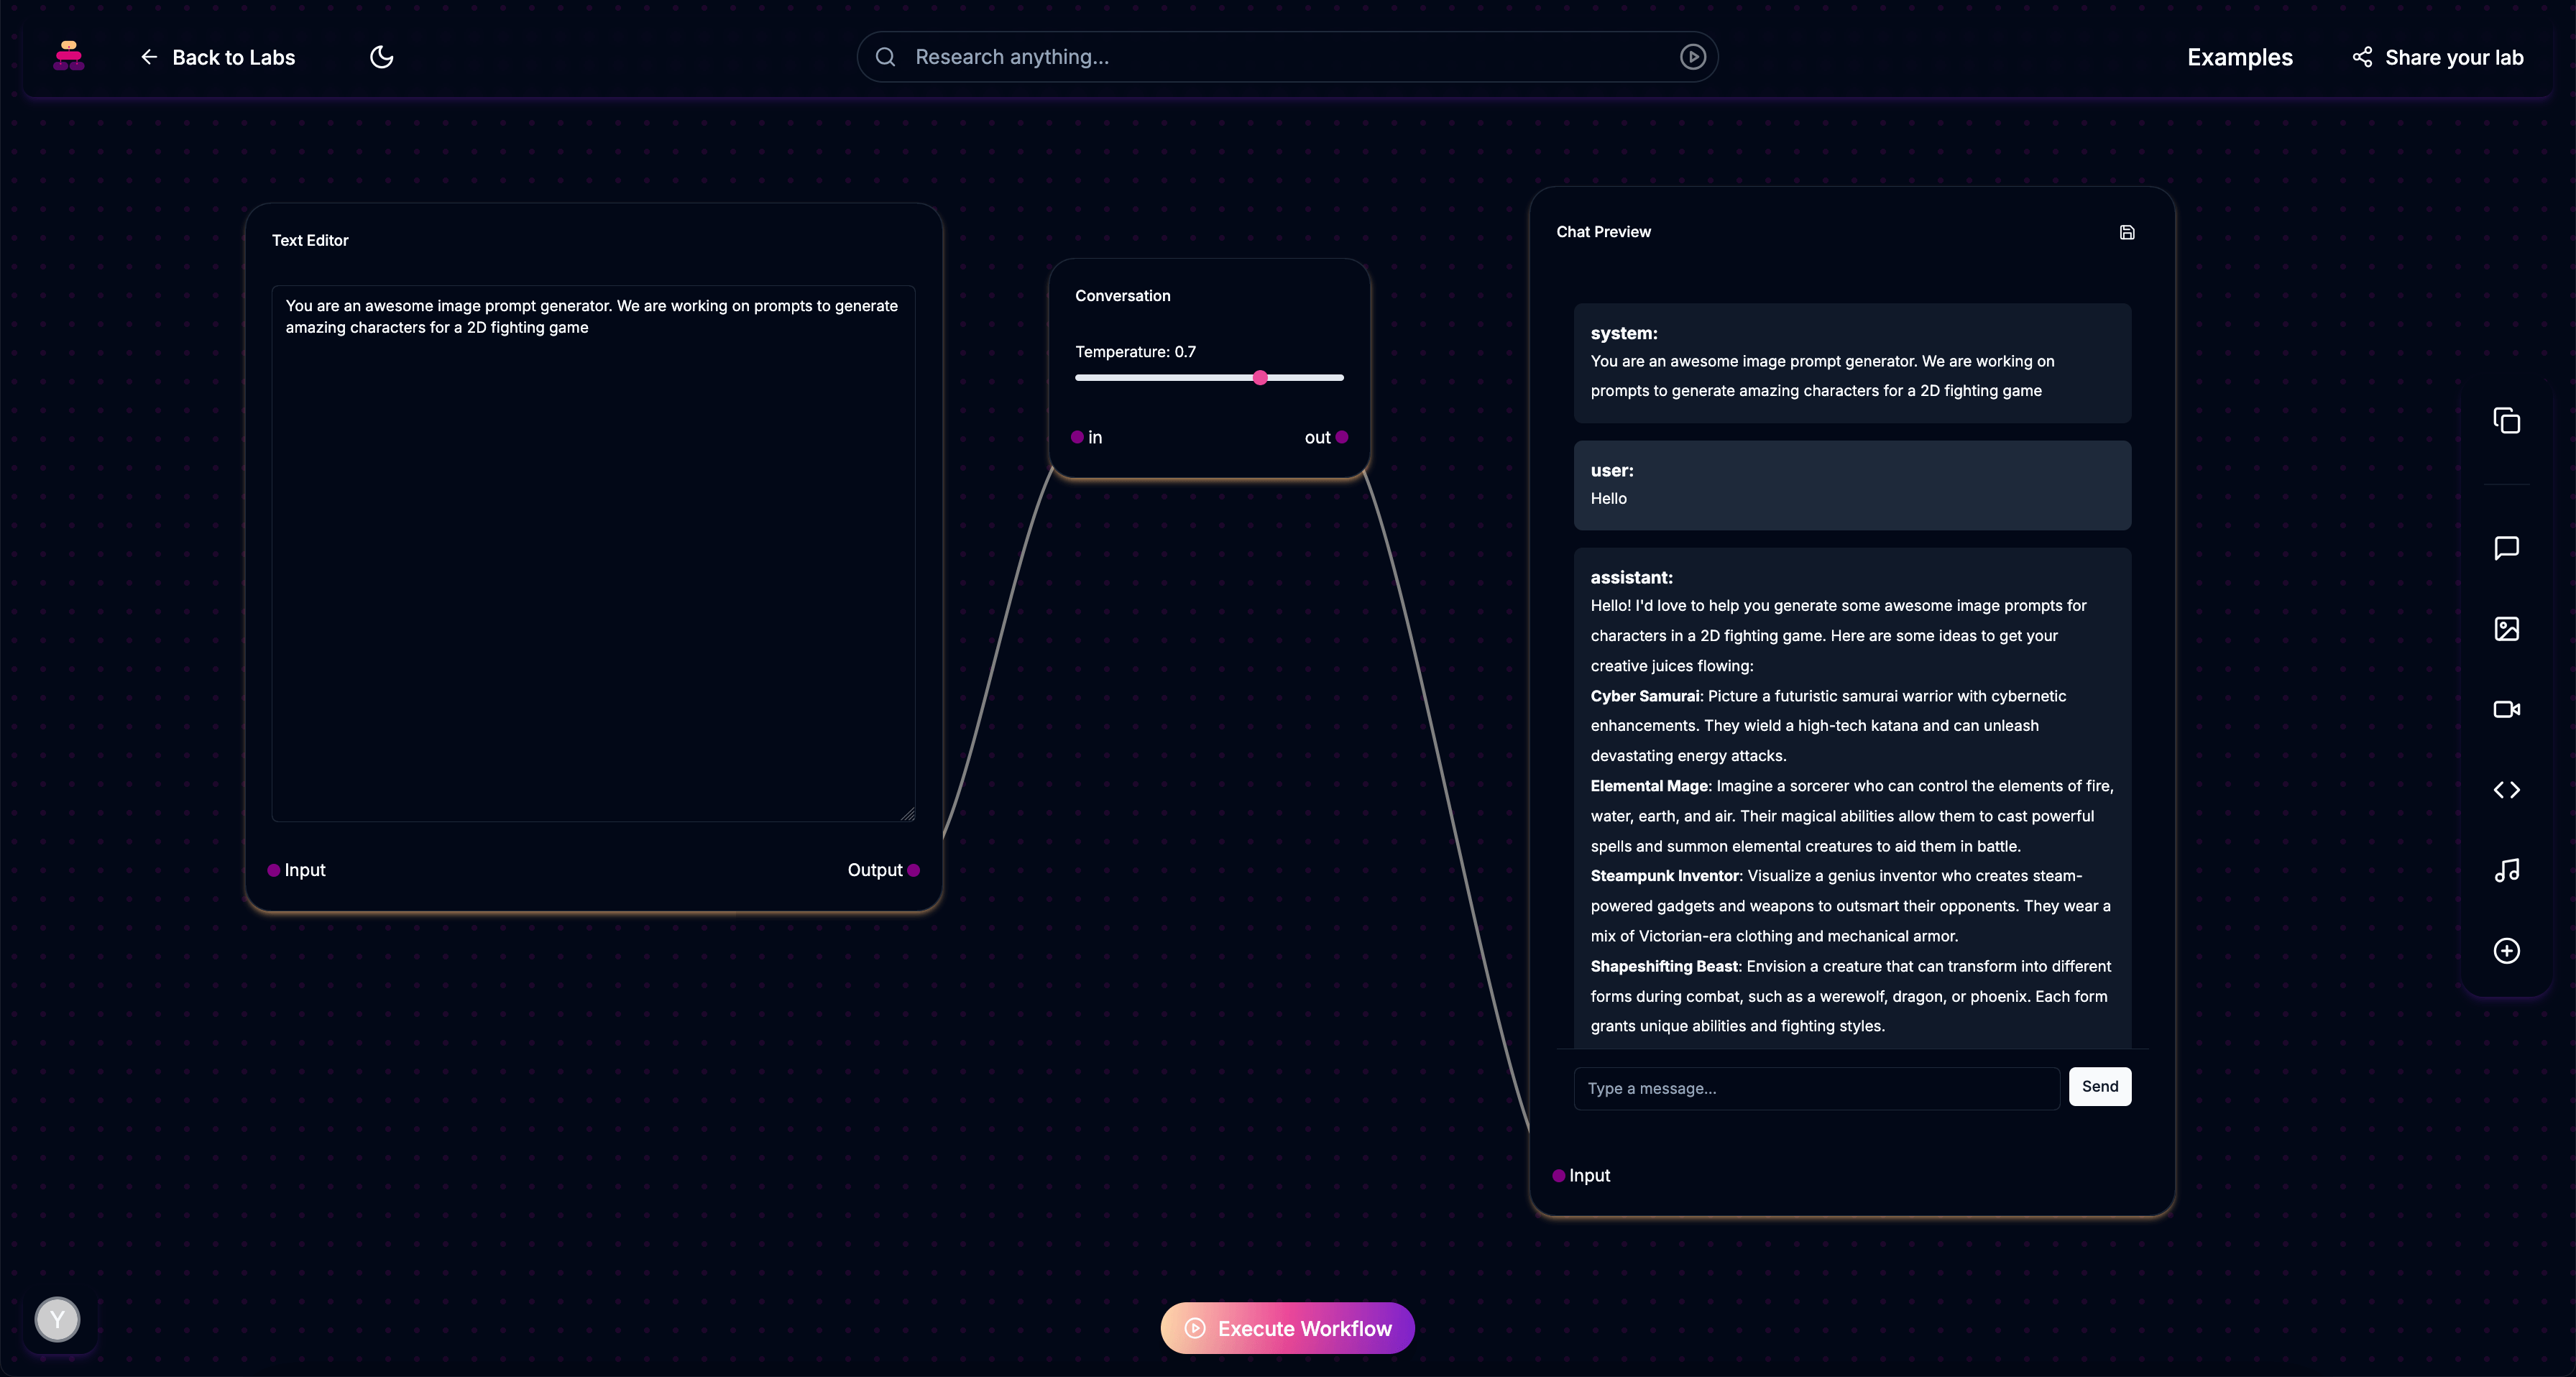 Back to Labs
Research anything...
Examples
Share your lab
Text Editor
You are an awesome image prompt generator. We are working on prompts to generate
amazing characters for a 2D fighting game
Input
Output
Conversation
Temperature: 0.7
in
out
Chat Preview
system:
You are an awesome image prompt generator. We are working on
prompts to generate amazing characters for a 2D fighting game
user:
Hello
assistant:
Hello! I'd love to help you generate some awesome image prompts for
characters in a 2D fighting game. Here are some ideas to get your
creative juices flowing:
Cyber Samurai: Picture a futuristic samurai warrior with cybernetic
enhancements. They wield a high-tech katana and can unleash
devastating energy attacks.
Elemental Mage: Imagine a sorcerer who can control the elements of fire,
water, earth, and air. Their magical abilities allow them to cast powerful
spells and summon elemental creatures to aid them in battle.
Steampunk Inventor: Visualize a genius inventor who creates steam-
powered gadgets and weapons to outsmart their opponents. They wear a
mix of Victorian-era clothing and mechanical armor.
Shapeshifting Beast: Envision a creature that can transform into different
forms during combat, such as a werewolf, dragon, or phoenix. Each form
grants unique abilities and fighting styles.
Type a message...
Send
Input
Y
Execute Workflow